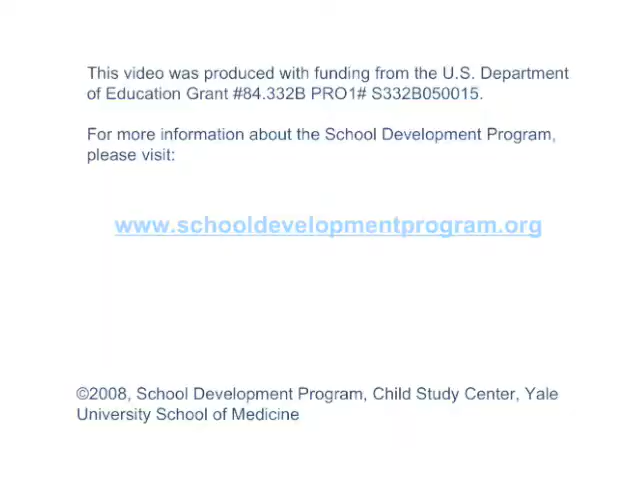 This video was produced with funding from the U.S. Department
of Education Grant #84.332B PRO1# S332B050015.
For more information about the School Development Program,
please visit:
www.schooldevelopmentprogram.org
©2008, School Development Program, Child Study Center, Yale
University School of Medicine